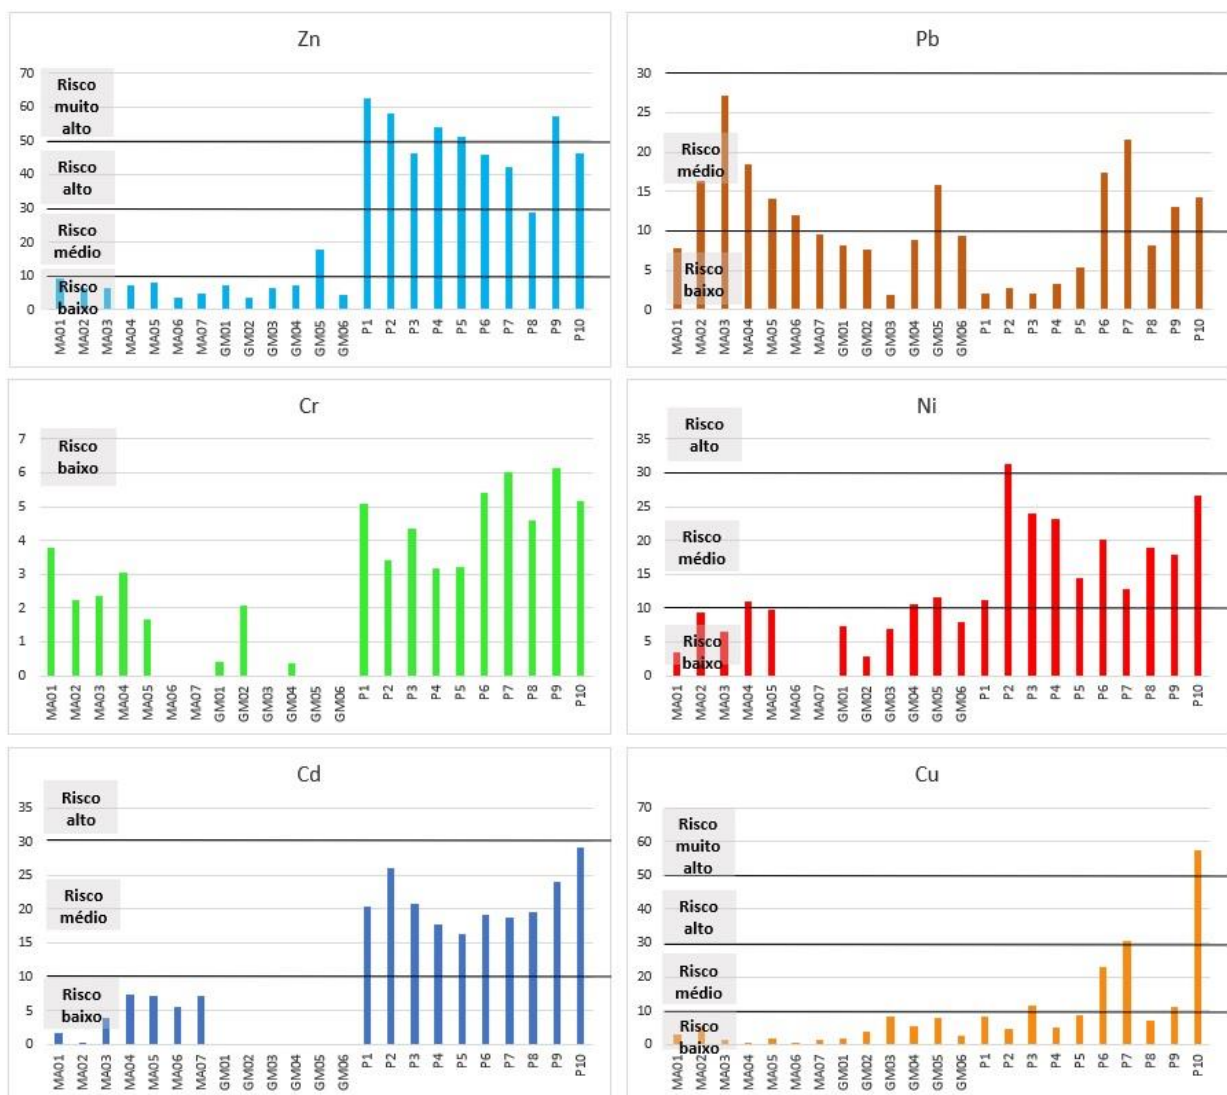 Zn
70
60
50
40
30
20
10
0
Risco
muito
alto
Risco
alto
Risco
médio
Risco
baixo
MA01 MA02 MA03 MA04 MA05 MA06 MA07 GM01 GM02 GM03 GM04 GM05 GM06 P1 P2 P3 P4 P5 P6 P7 P8 P9 P10
Pb
30
25
20
15
10
5
0
Risco
médio
Risco
baixo
MA01 MA02 MA03 MA04 MA05 MA06 MA07 GM01 GM02 GM03 GM04 GM05 GM06 P1 P2 P3 P4 P5 P6 P7 P8 P9 P10
Cr
7
6
5
4
3
2
1
0
Risco
baixo
MA01 MA02 MA03 MA04 MA05 MA06 MA07 GM01 GM02 GM03 GM04 GM05 GM06 P1 P2 P3 P4 P5 P6 P7 P8 P9 P10
Ni
35
30
25
20
15
10
5
0
Risco
alto
Risco
médio
Risco
baixo
MA01 MA02 MA03 MA04 MA05 MA06 MA07 GM01 GM02 GM03 GM04 GM05 GM06 P1 P2 P3 P4 P5 P6 P7 P8 P9 P10
Cd
35
30
25
20
15
10
5
0
Risco
alto
Risco
médio
Risco
baixo
MA01 MA02 MA03 MA04 MA05 MA06 MA07 GM01 GM02 GM03 GM04 GM05 GM06 P1 P2 P3 P4 P5 P6 P7 P8 P9 P10
Cu
70
60
50
40
30
20
10
0
Risco
muito
alto
Risco
alto
Risco
médio
Risco
baixo
MA01 MA02 MA03 MA04 MA05 MA06 MA07 GM01 GM02 GM03 GM04 GM05 GM06 P1 P2 P3 P4 P5 P6 P7 P8 P9 P10